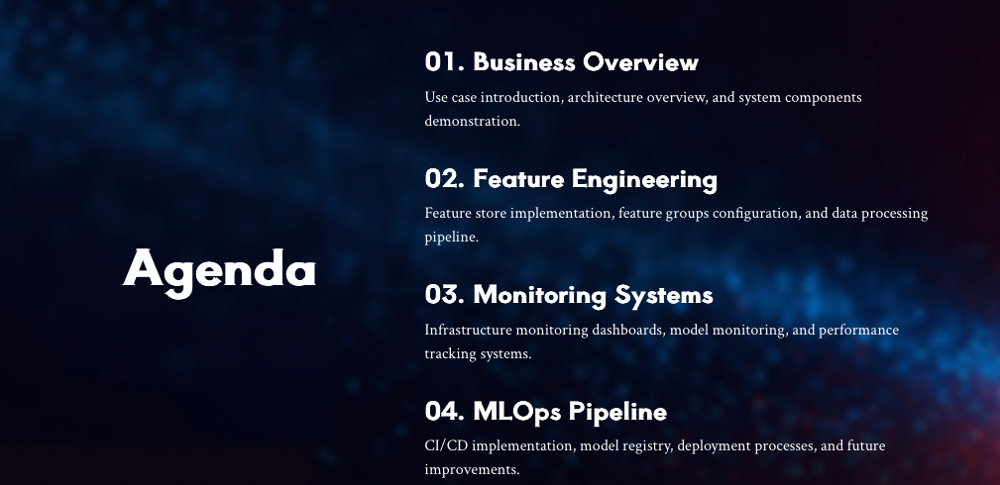 Agenda
01. Business Overview
Use case introduction, architecture overview, and system components
demonstration.
02. Feature Engineering
Feature store implementation, feature groups configuration, and data processing
pipeline.
03. Monitoring Systems
Infrastructure monitoring dashboards, model monitoring, and performance
tracking systems.
04. MLOps Pipeline
CI/CD implementation, model registry, deployment processes, and future
improvements.